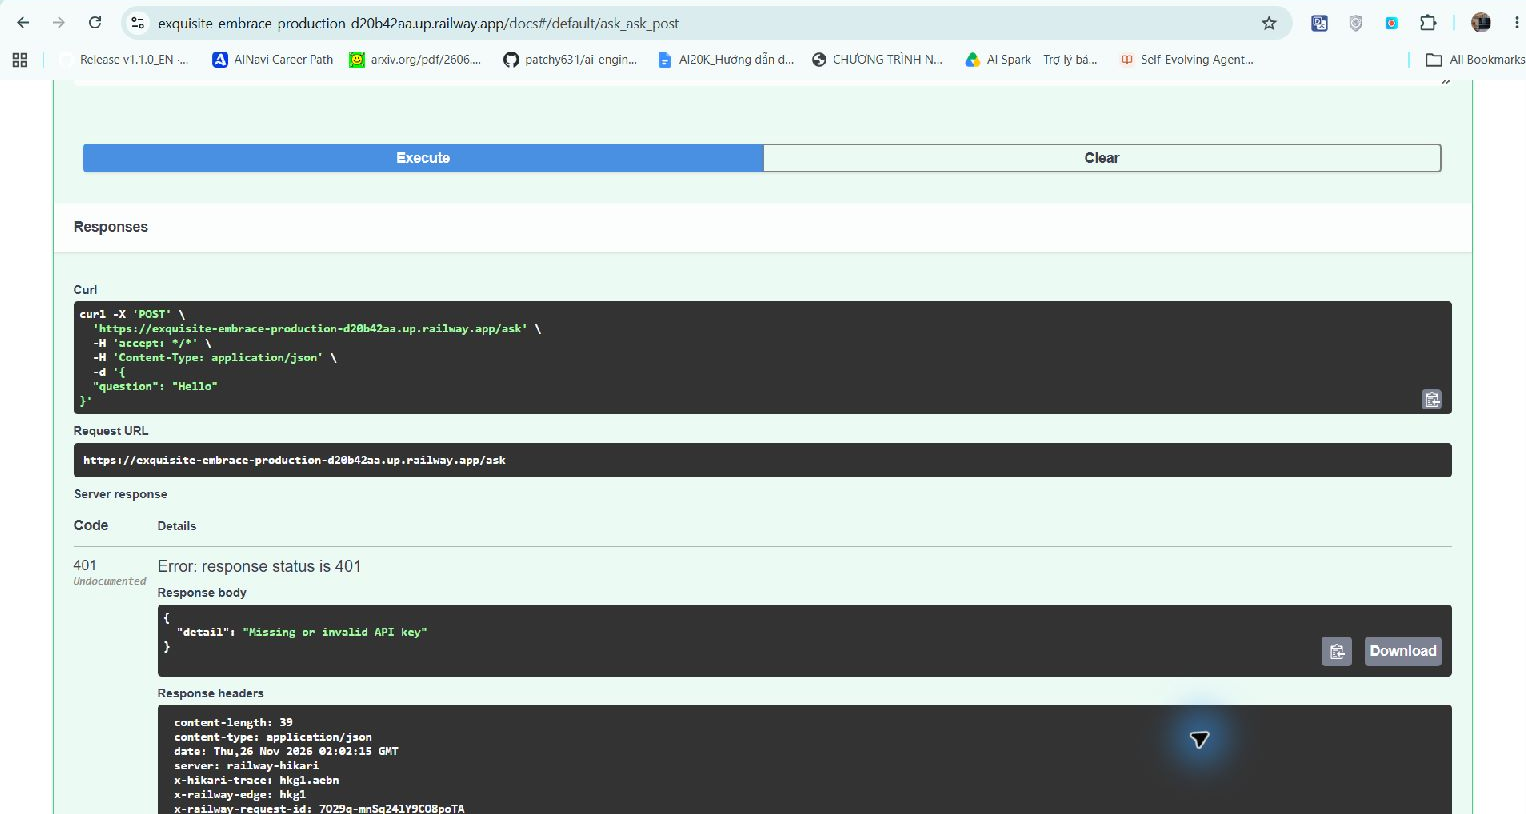 exquisite-embrace-production-d20b42aa.up.railway.app/docs#/default/ask_ask_post
Release v1.1.0_EN -...
AINavi Career Path
arxiv.org/pdf/2606....
patchy631/ai-engin...
AI20K_Hướng dẫn d...
CHƯƠNG TRÌNH N...
AI Spark - Trợ lý bá...
Self-Evolving Agent...
All Bookmarks
Execute
Clear
Responses
Curl
curl -X 'POST' \
'https://exquisite-embrace-production-d20b42aa.up.railway.app/ask' \
-H 'accept: */*' \
-H 'Content-Type: application/json' \
-d '{
"question": "Hello"
}'
Request URL
https://exquisite-embrace-production-d20b42aa.up.railway.app/ask
Server response
Code
Details
401
Undocumented
Error: response status is 401
Response body
{
"detail": "Missing or invalid API key"
}
Download
Response headers
content-length: 39
content-type: application/json
date: Thu,26 Nov 2026 02:02:15 GMT
server: railway-hikari
x-hikari-trace: hkg1.aebn
x-railway-edge: hkg1
x-railway-request-id: 7O29q-mnSq241Y9CO8poTA